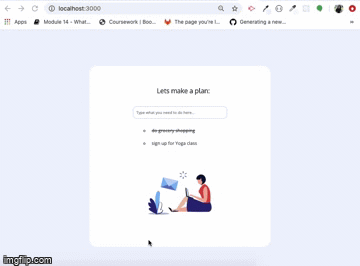 localhost:3000
Apps
Module 14 - What...
Coursework | Boo...
The page you're l...
Generating a new...
Let's make a plan:
Type what you need to do here...
do grocery shopping
sign up for Yoga class
imgflip.com